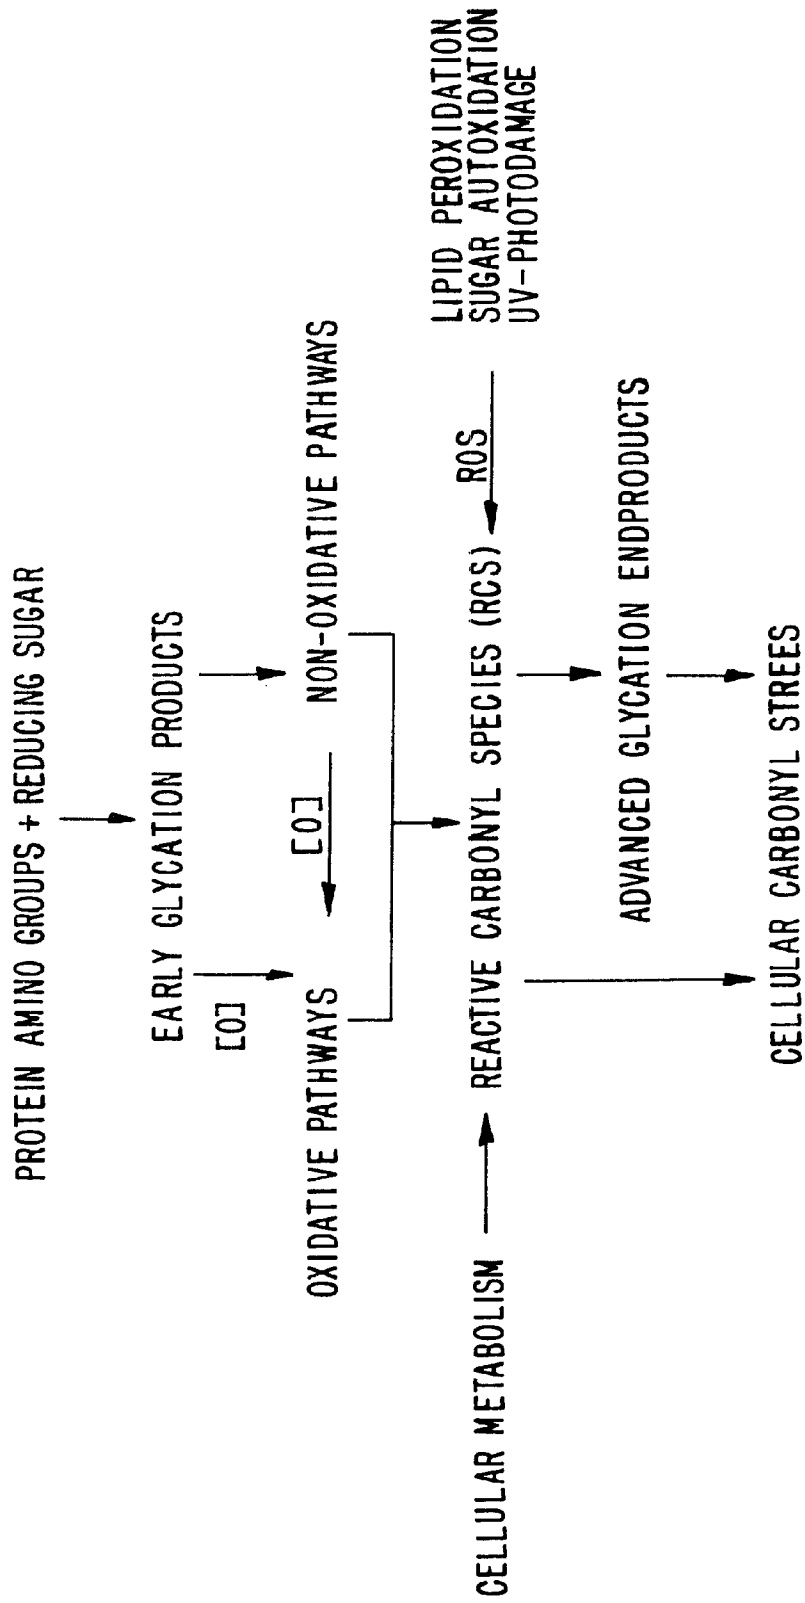 PROTEIN AMINO GROUPS + REDUCING SUGAR
EARLY GLYCATION PRODUCTS
[O]
OXIDATIVE PATHWAYS
[O]
NON-OXIDATIVE PATHWAYS
CELLULAR METABOLISM
REACTIVE CARBONYL SPECIES (RCS)
ROS
LIPID PEROXIDATION
SUGAR AUTOXIDATION
UV-PHOTODAMAGE
ADVANCED GLYCATION ENDPRODUCTS
CELLULAR CARBONYL STREES